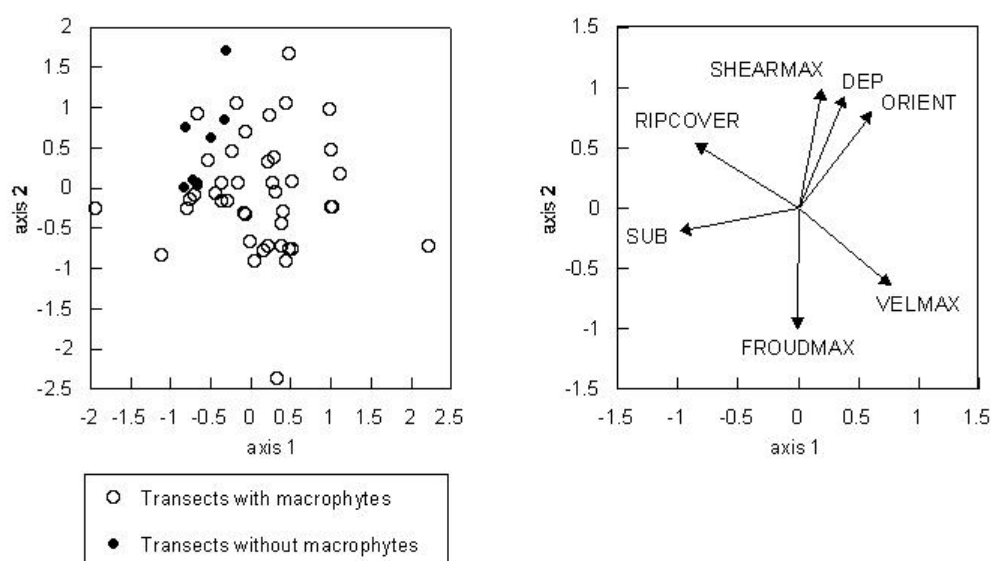 2
1.5
1
0.5
0
-0.5
-1
-1.5
-2
-2.5
axis 2
-2 -1.5 -1 -0.5 0 0.5 1 1.5 2 2.5
axis 1
Transects with macrophytes
Transects without macrophytes
1.5
1
0.5
0
-0.5
-1
-1.5
axis 2
SHEARMAX
DEP
ORIENT
RIPCOVER
SUB
VELMAX
FROUDMAX
-1.5 -1 -0.5 0 0.5 1 1.5
axis 1